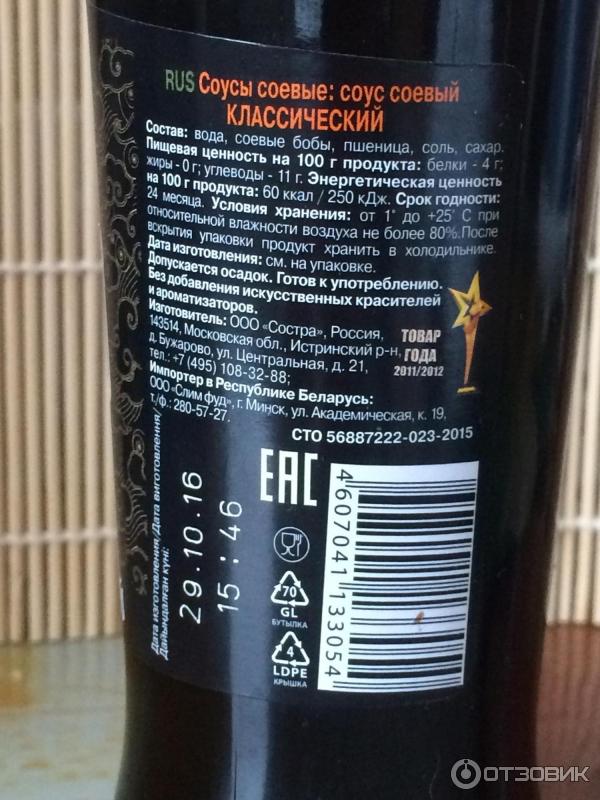 RUS Соусы соевые: соус соевый
КЛАССИЧЕСКИЙ
Состав: вода, соевые бобы, пшеница, соль, сахар.
Пищевая ценность на 100 г продукта: белки - 4 г;
жиры - 0 г; углеводы - 11 г. Энергетическая ценность
на 100 г продукта: 60 ккал / 250 кДж. Срок годности:
24 месяца. Условия хранения: от 1˚ до +25˚ С при
относительной влажности воздуха не более 80%.После
вскрытия упаковки продукт хранить в холодильнике.
Дата изготовления: см. на упаковке.
Допускается осадок. Готов к употреблению.
Без добавления искусственных красителей
и ароматизаторов.
Изготовитель: ООО «Состра», Россия,
143514, Московская обл., Истринский р-н,
д. Бужарово, ул. Центральная, д. 21,
тел.: +7 (495) 108-32-88;
Импортер в Республике Беларусь:
ООО «Слим фуд», г. Минск, ул. Академическая, к. 19,
т./ф.: 280-57-27.
ТОВАР
ГОДА
2011/2012
СТО 56887222-023-2015
Дата изготовления/Дата виготовлення/
Дайындалған күні:
29.10.16
15:46
EAC
70
GL
БУТЫЛКА
4
LDPE
КРЫШКА
4607041133054
ОТЗОВИК